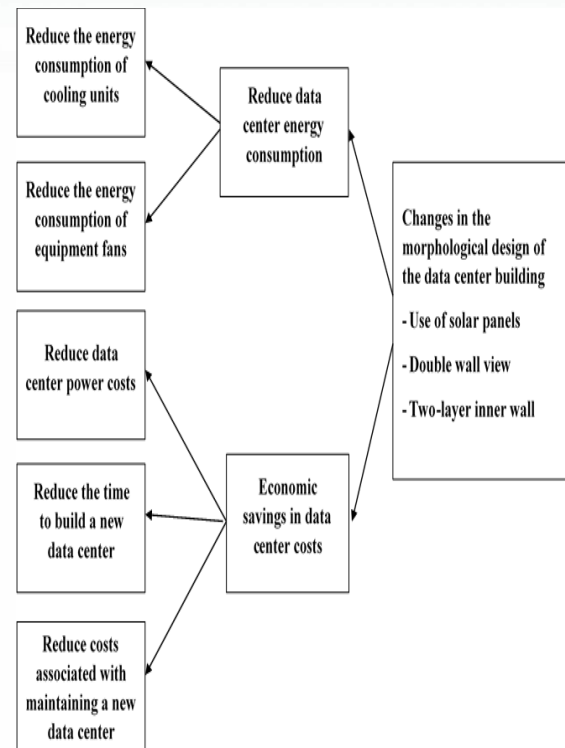 Reduce the energy
consumption of
cooling units
Reduce the energy
consumption of
equipment fans
Reduce data
center power costs
Reduce the time
to build a new
data center
Reduce costs
associated with
maintaining a new
data center
Reduce data
center energy
consumption
Economic
savings in data
center costs
Changes in the
morphological design of
the data center building
- Use of solar panels
- Double wall view
- Two-layer inner wall